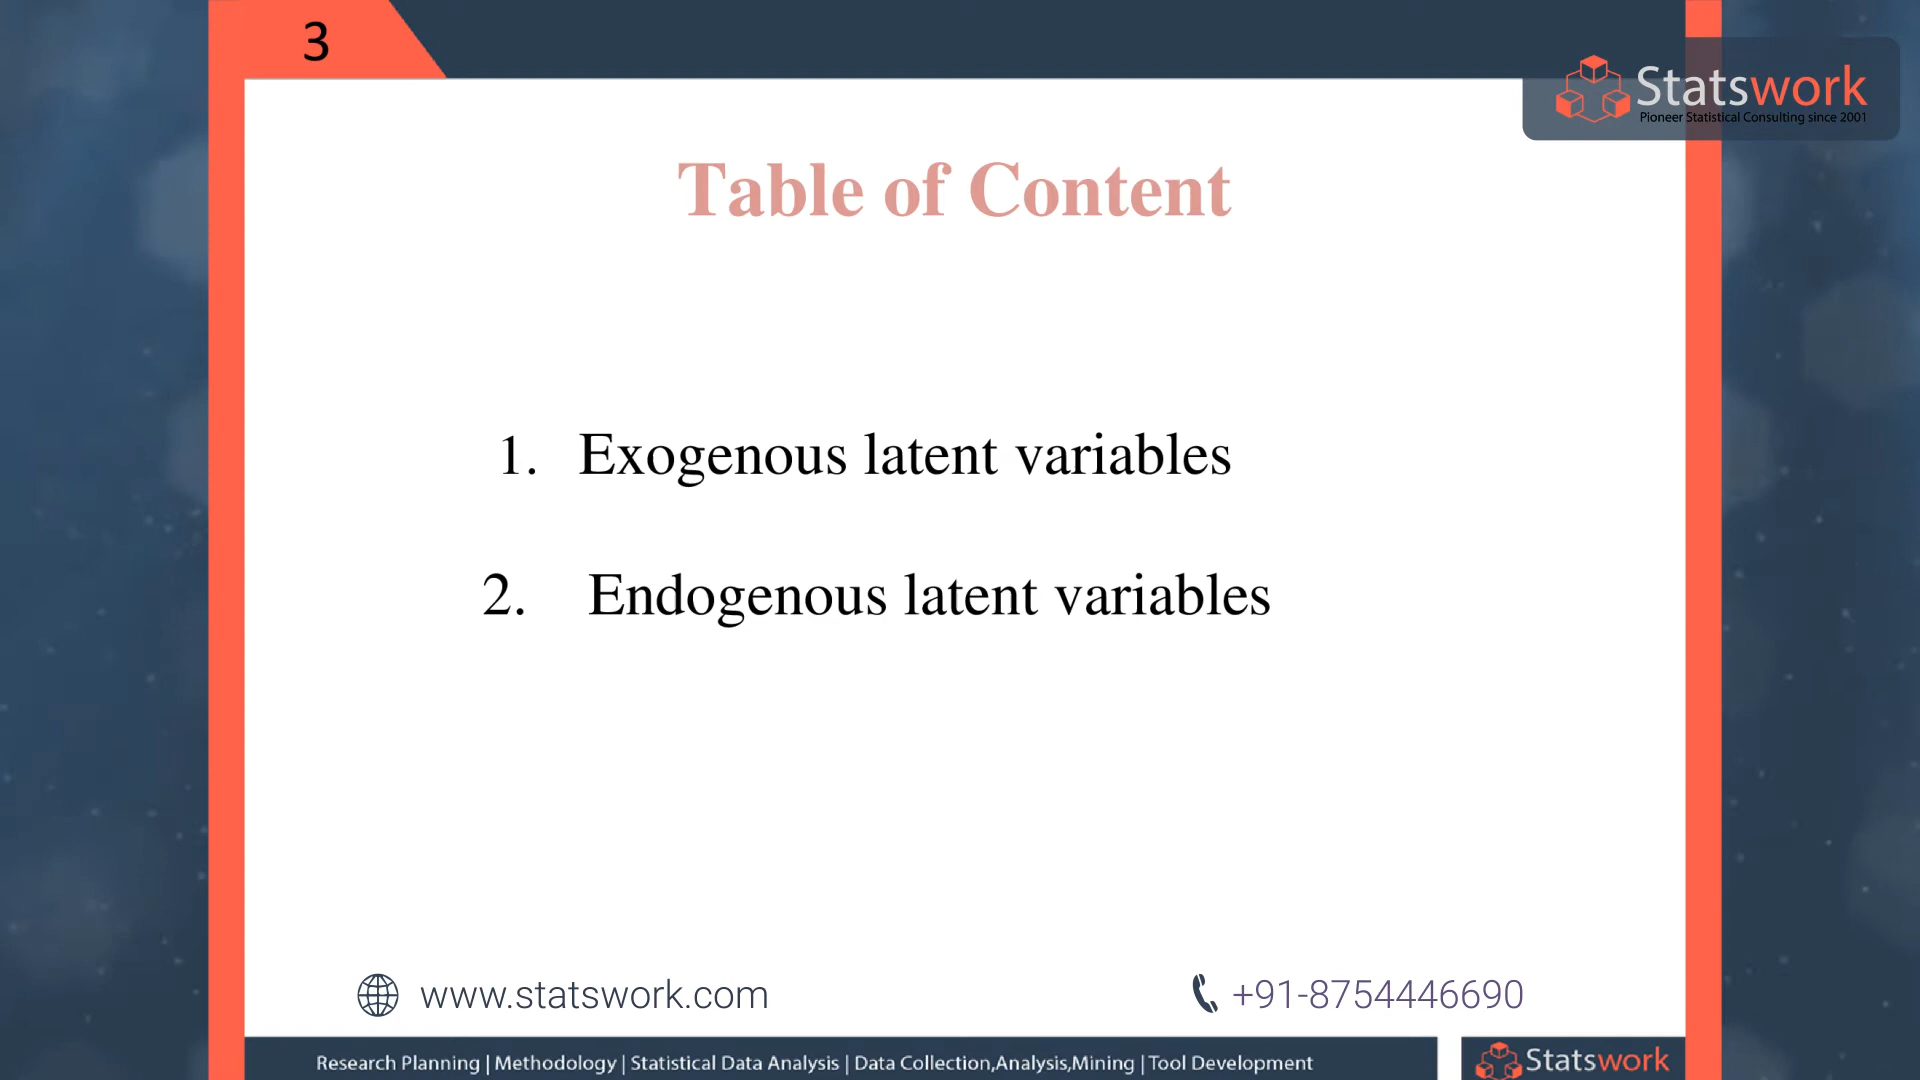 3
Statswork
Pioneer Statistical Consulting since 2001
Table of Content
1. Exogenous latent variables
2. Endogenous latent variables
www.statswork.com
+91-8754446690
Research Planning | Methodology | Statistical Data Analysis | Data Collection,Analysis,Mining | Tool Development
Statswork